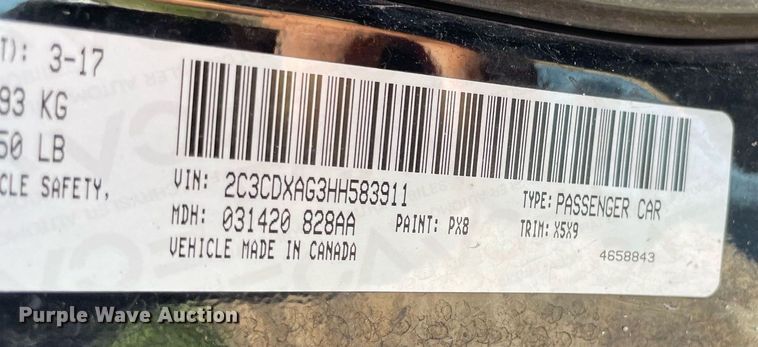 T): 3-17
93 KG
50 LB
CLE SAFETY,
VIN: 2C3CDXAG3HH583911
TYPE: PASSENGER CAR
MDH: 031420 828AA PAINT: PX8 TRIM: X5X9
VEHICLE MADE IN CANADA
4658843
Purple Wave Auction